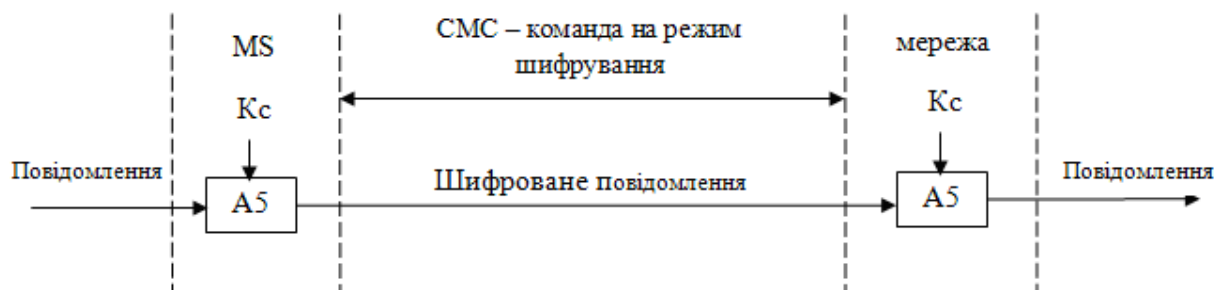 MS
СМС – команда на режим
шифрування
мережа
Кс
Кс
Повідомлення
А5
Шифроване повідомлення
А5
Повідомлення